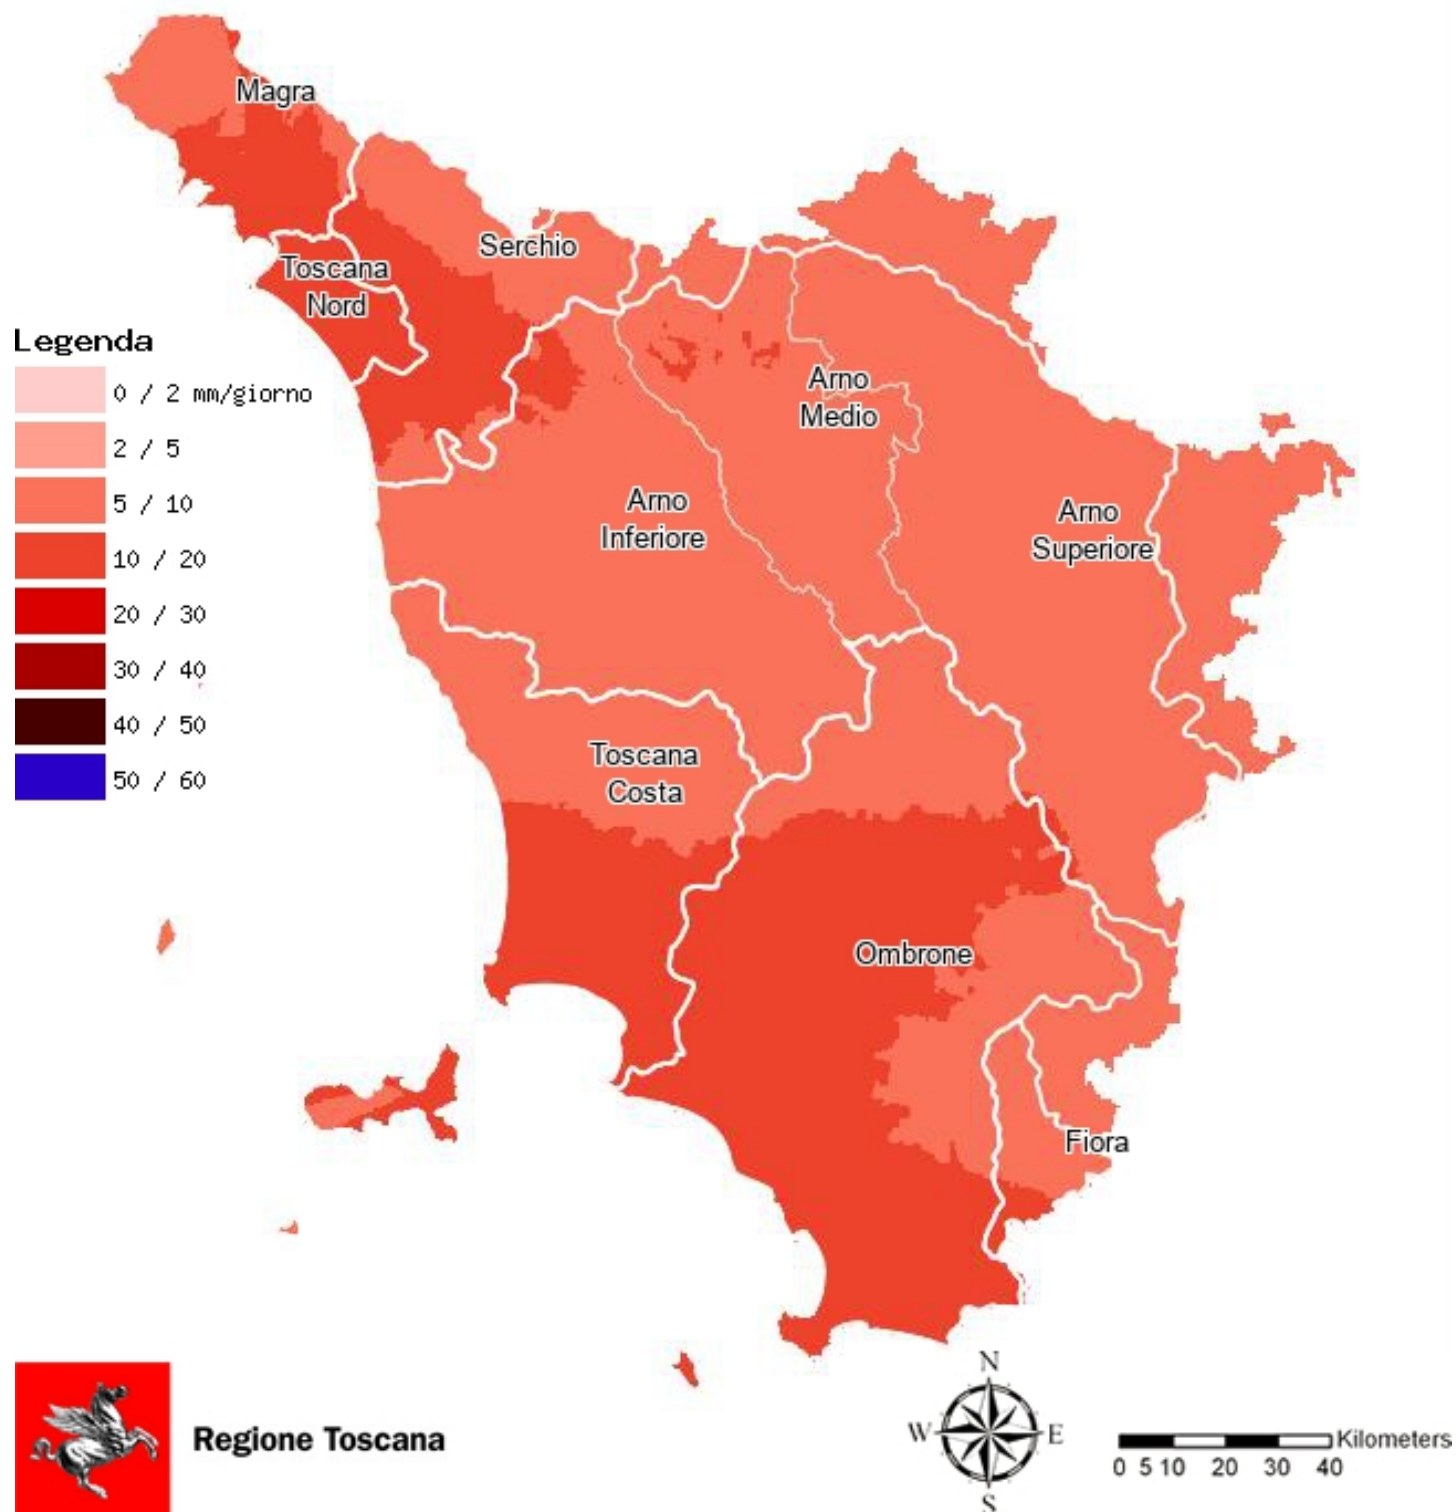 Magra
Serchio
Toscana
Nord
Legenda
0 / 2 mm/giorno
2 / 5
5 / 10
10 / 20
20 / 30
30 / 40
40 / 50
50 / 60
Arno
Medio
Arno
Inferiore
Arno
Superiore
Toscana
Costa
Ombrone
Fiora
Regione Toscana
N
W E
S
Kilometers
0 5 10 20 30 40